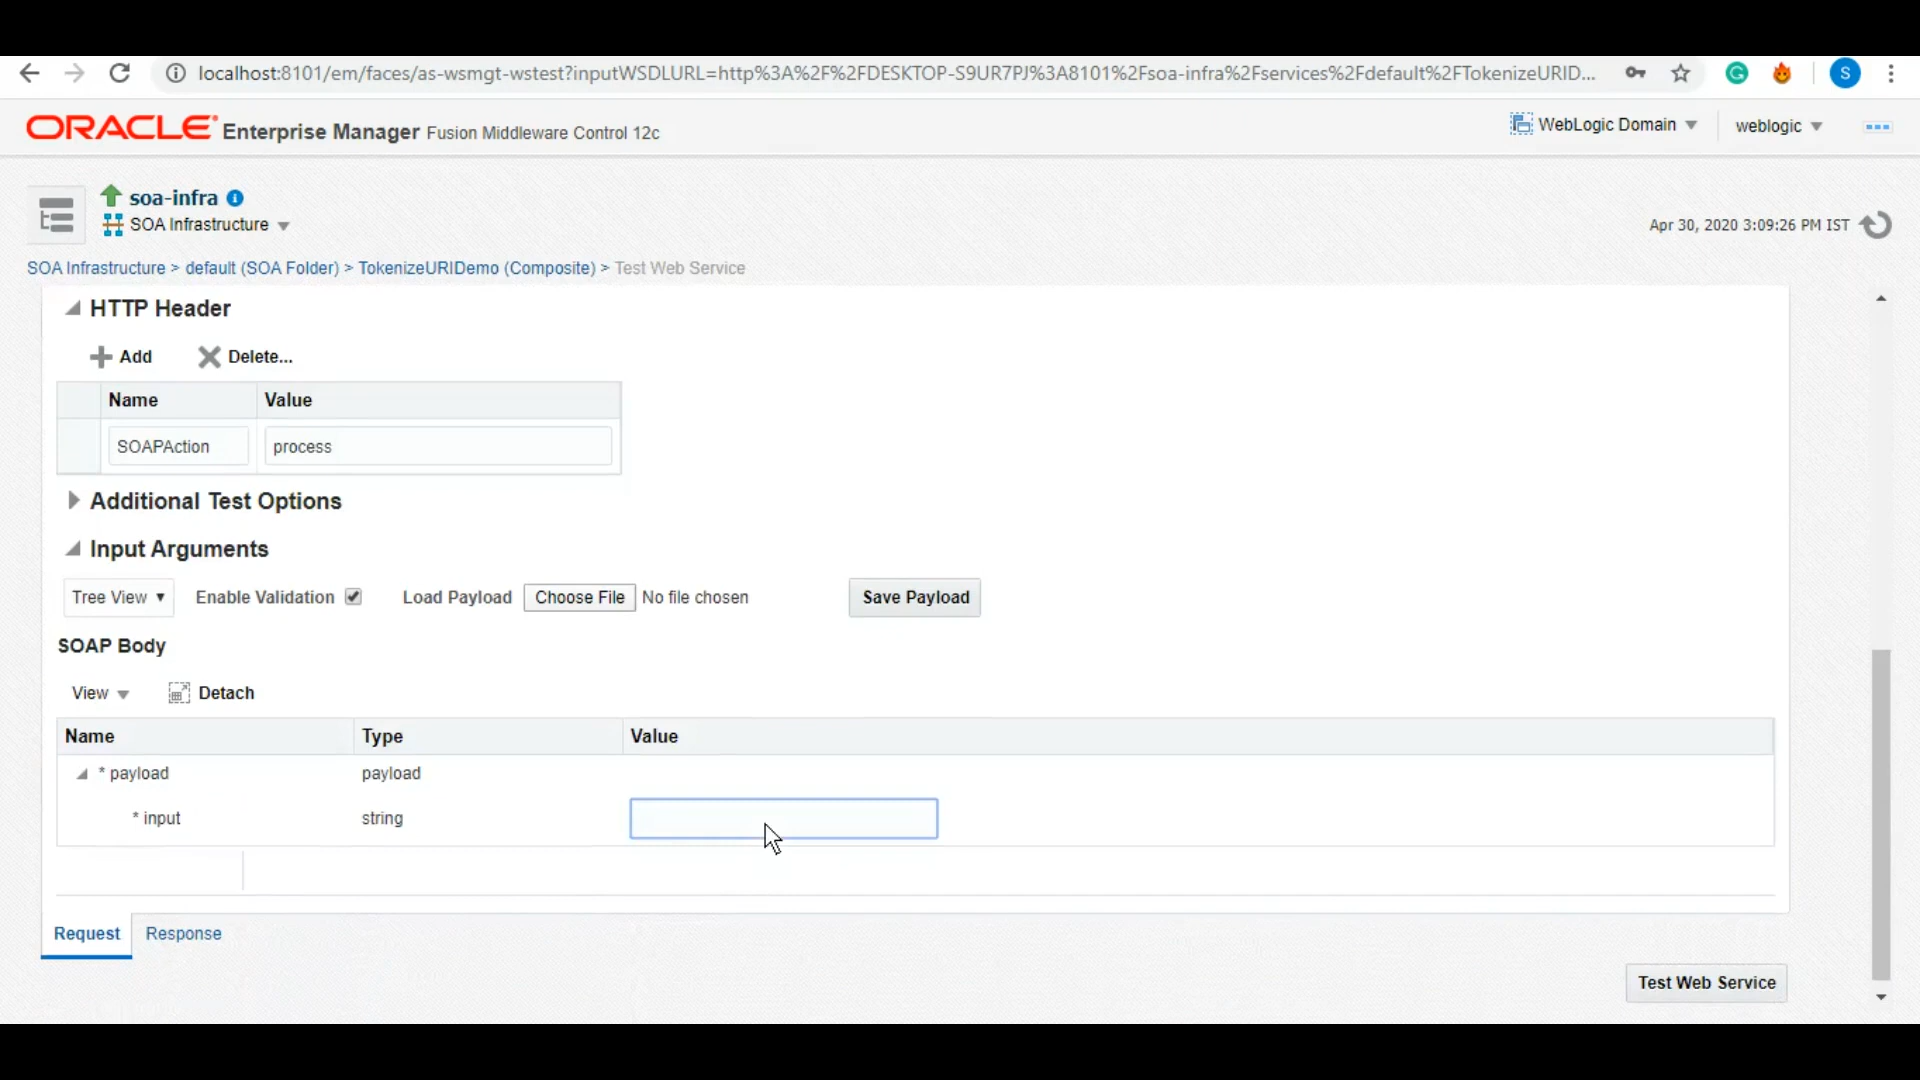 localhost:8101/em/faces/as-wsmgt-wstest?inputWSDLURL=http%3A%2F%2FDESKTOP-S9UR7PJ%3A8101%2Fsoa-infra%2Fservices%2Fdefault%2FTokenizeURID...
S
ORACLE Enterprise Manager Fusion Middleware Control 12c
WebLogic Domain
weblogic
soa-infra
SOA Infrastructure
Apr 30, 2020 3:09:26 PM IST
SOA Infrastructure > default (SOA Folder) > TokenizeURIDemo (Composite) > Test Web Service
HTTP Header
Add Delete...
Name Value
SOAPAction process
Additional Test Options
Input Arguments
Tree View Enable Validation Load Payload Choose File No file chosen Save Payload
SOAP Body
View Detach
Name Type Value
* payload payload
* input string
Request Response
Test Web Service